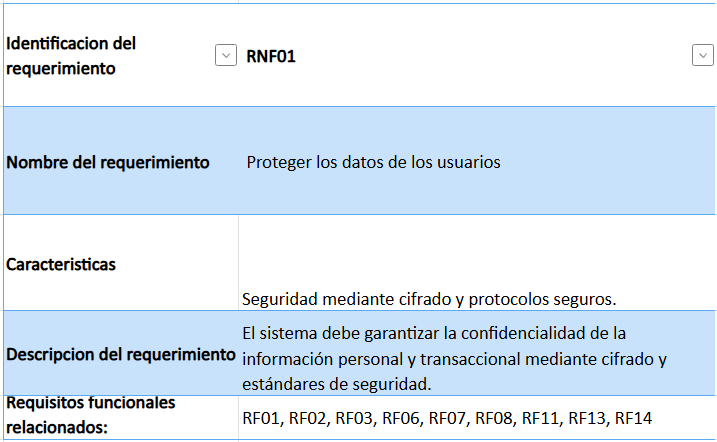 Identificacion del
requerimiento
RNF01
Nombre del requerimiento
Proteger los datos de los usuarios
Caracteristicas
Seguridad mediante cifrado y protocolos seguros.
Descripcion del requerimiento
El sistema debe garantizar la confidencialidad de la
información personal y transaccional mediante cifrado y
estándares de seguridad.
Requisitos funcionales
relacionados:
RF01, RF02, RF03, RF06, RF07, RF08, RF11, RF13, RF14